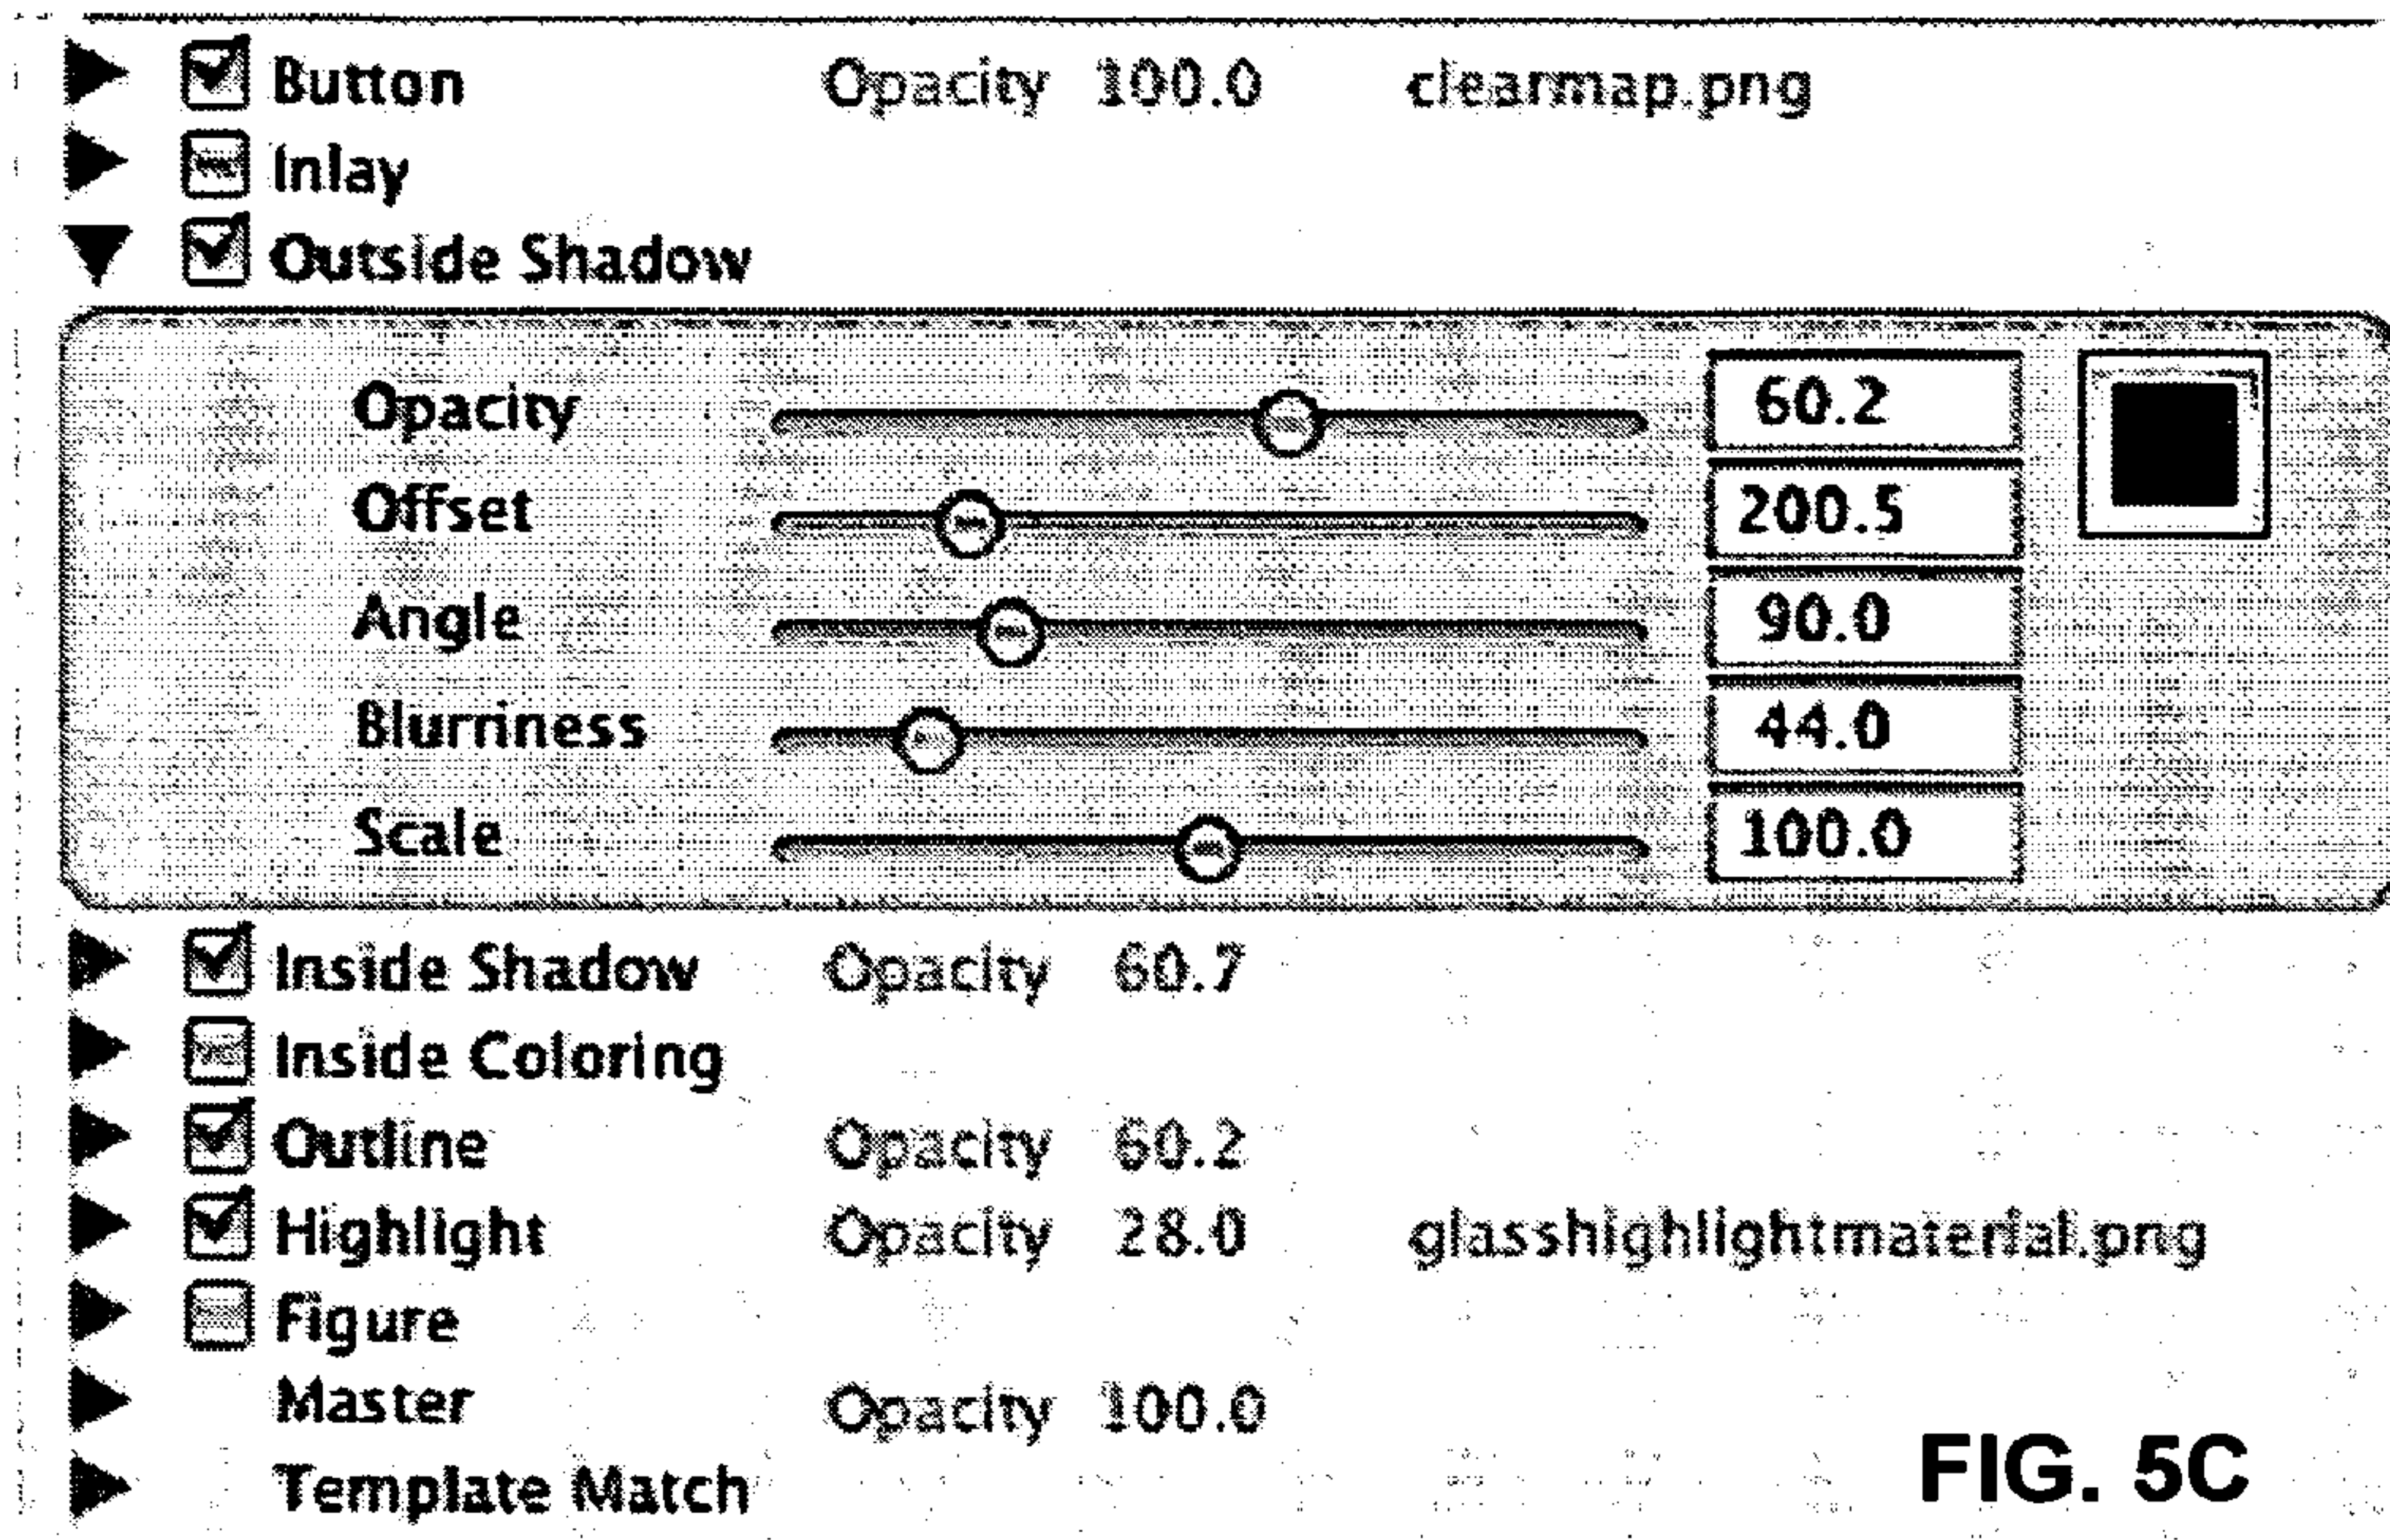 Button Opacity 100.0 clearmap.png
Inlay
Outside Shadow
Opacity 60.2
Offset 200.5
Angle 90.0
Blurriness 44.0
Scale 100.0
Inside Shadow Opacity 60.7
Inside Coloring
Outline Opacity 60.2
Highlight Opacity 28.0 glasshighlightmaterial.png
Figure
Master Opacity 100.0
Template Match
FIG. 5C